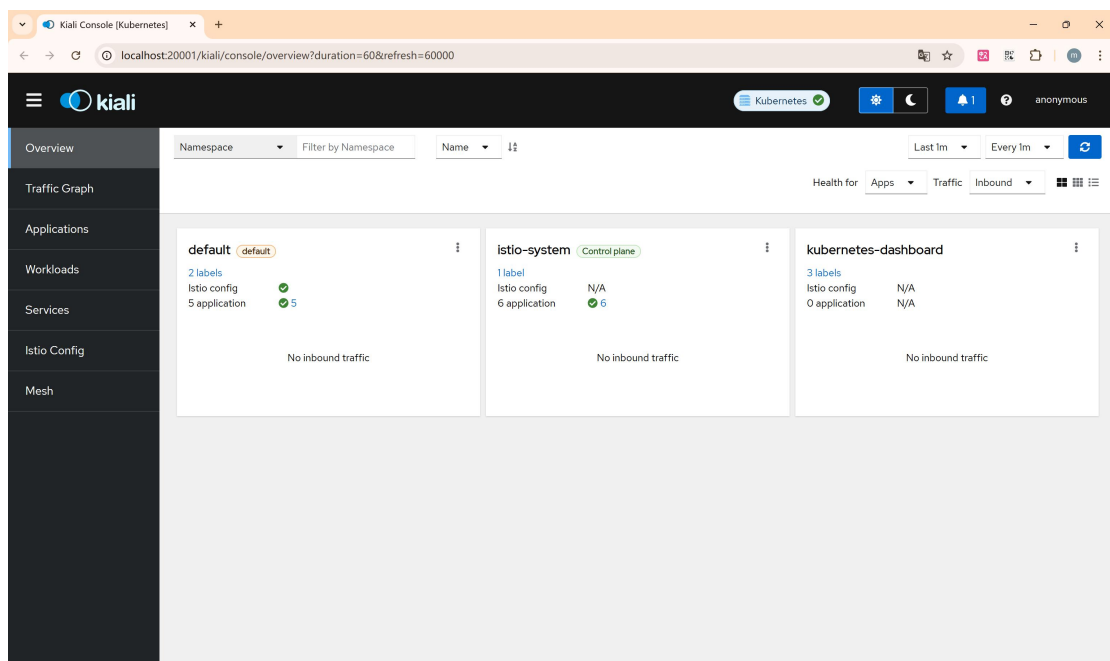 Kiali Console [Kubernetes]
localhost:20001/kiali/console/overview?duration=60&refresh=60000
m
kiali
Kubernetes
1
anonymous
Overview
Traffic Graph
Applications
Workloads
Services
Istio Config
Mesh
Namespace Filter by Namespace Name Last 1m Every 1m
Health for Apps Traffic Inbound
default default
2 labels
Istio config
5 application 5
No inbound traffic
istio-system Control plane
1 label
Istio config N/A
6 application 6
No inbound traffic
kubernetes-dashboard
3 labels
Istio config N/A
0 application N/A
No inbound traffic